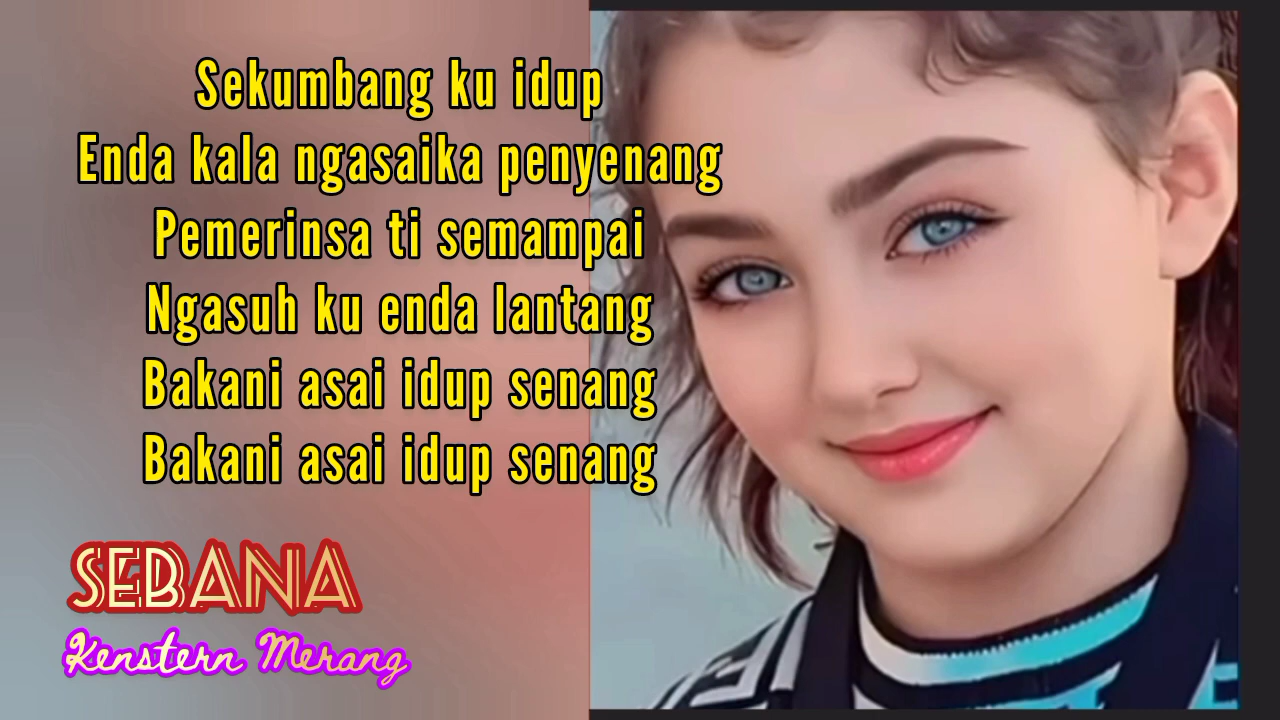 Sekumbang ku idup
Enda kala ngasaika penyenang
Pemerinsa ti semampai
Ngasuh ku enda lantang
Bakani asai idup senang
Bakani asai idup senang
SEBANA
Kenstern Merang